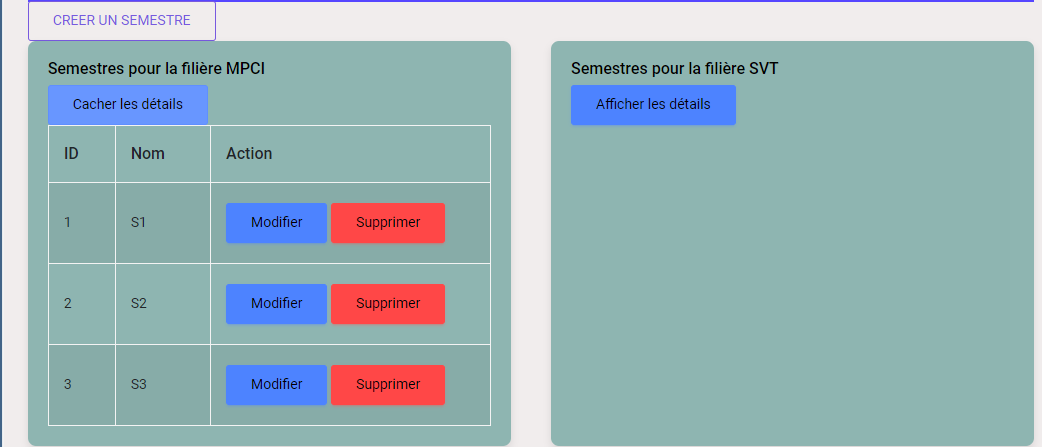 CREER UN SEMESTRE
Semestres pour la filière MPCI
Cacher les détails
ID Nom Action
1 S1 Modifier Supprimer
2 S2 Modifier Supprimer
3 S3 Modifier Supprimer
Semestres pour la filière SVT
Afficher les détails